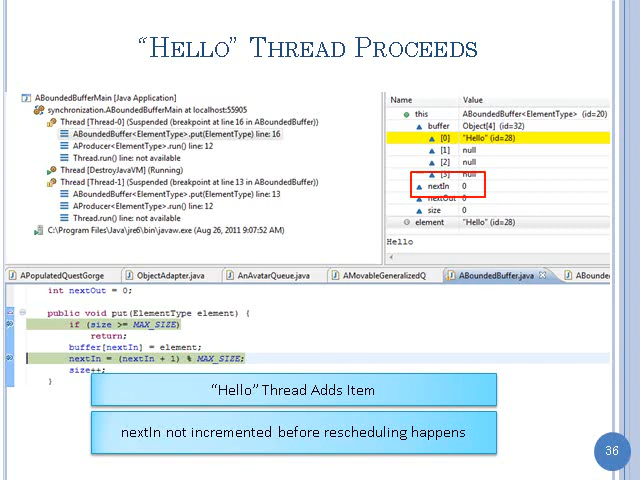 “HELLO” THREAD PROCEEDS
ABoundedBufferMain [Java Application]
synchronization.ABoundedBufferMain at localhost:55905
Thread [Thread-0] (Suspended (breakpoint at line 16 in ABoundedBuffer))
ABoundedBuffer<ElementType>.put(ElementType) line: 16
AProducer<ElementType>.run() line: 12
Thread.run() line: not available
Thread [DestroyJavaVM] (Running)
Thread [Thread-1] (Suspended (breakpoint at line 13 in ABoundedBuffer))
ABoundedBuffer<ElementType>.put(ElementType) line: 13
AProducer<ElementType>.run() line: 12
Thread.run() line: not available
C:\Program Files\Java\jre6\bin\javaw.exe (Aug 26, 2011 9:07:52 AM)
Name Value
this ABoundedBuffer<ElementType> (id=20)
buffer Object[4] (id=32)
[0] "Hello" (id=28)
[1] null
[2] null
[3] null
nextIn 0
nextOut 0
size 0
element "Hello" (id=28)
Hello
APopulatedQuestGorge ObjectAdapter.java AnAvatarQueue.java AMovableGeneralizedQ ABoundedBuffer.java ABounded
int nextOut = 0;
public void put(ElementType element) {
if (size >= MAX_SIZE)
return;
buffer[nextIn] = element;
nextIn = (nextIn + 1) % MAX_SIZE;
size++;
}
“Hello” Thread Adds Item
nextIn not incremented before rescheduling happens
36